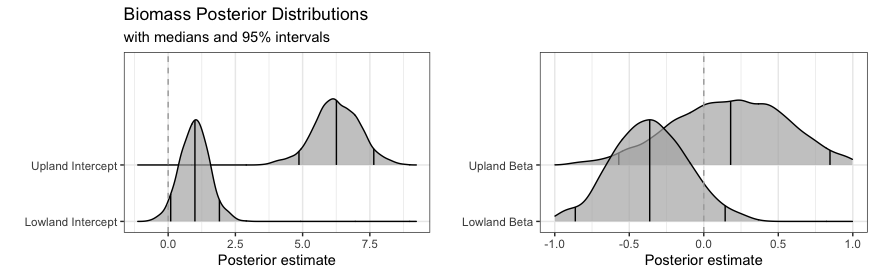 Biomass Posterior Distributions
with medians and 95% intervals
Upland Intercept
Lowland Intercept
0.0 2.5 5.0 7.5
Posterior estimate
Upland Beta
Lowland Beta
-1.0 -0.5 0.0 0.5 1.0
Posterior estimate